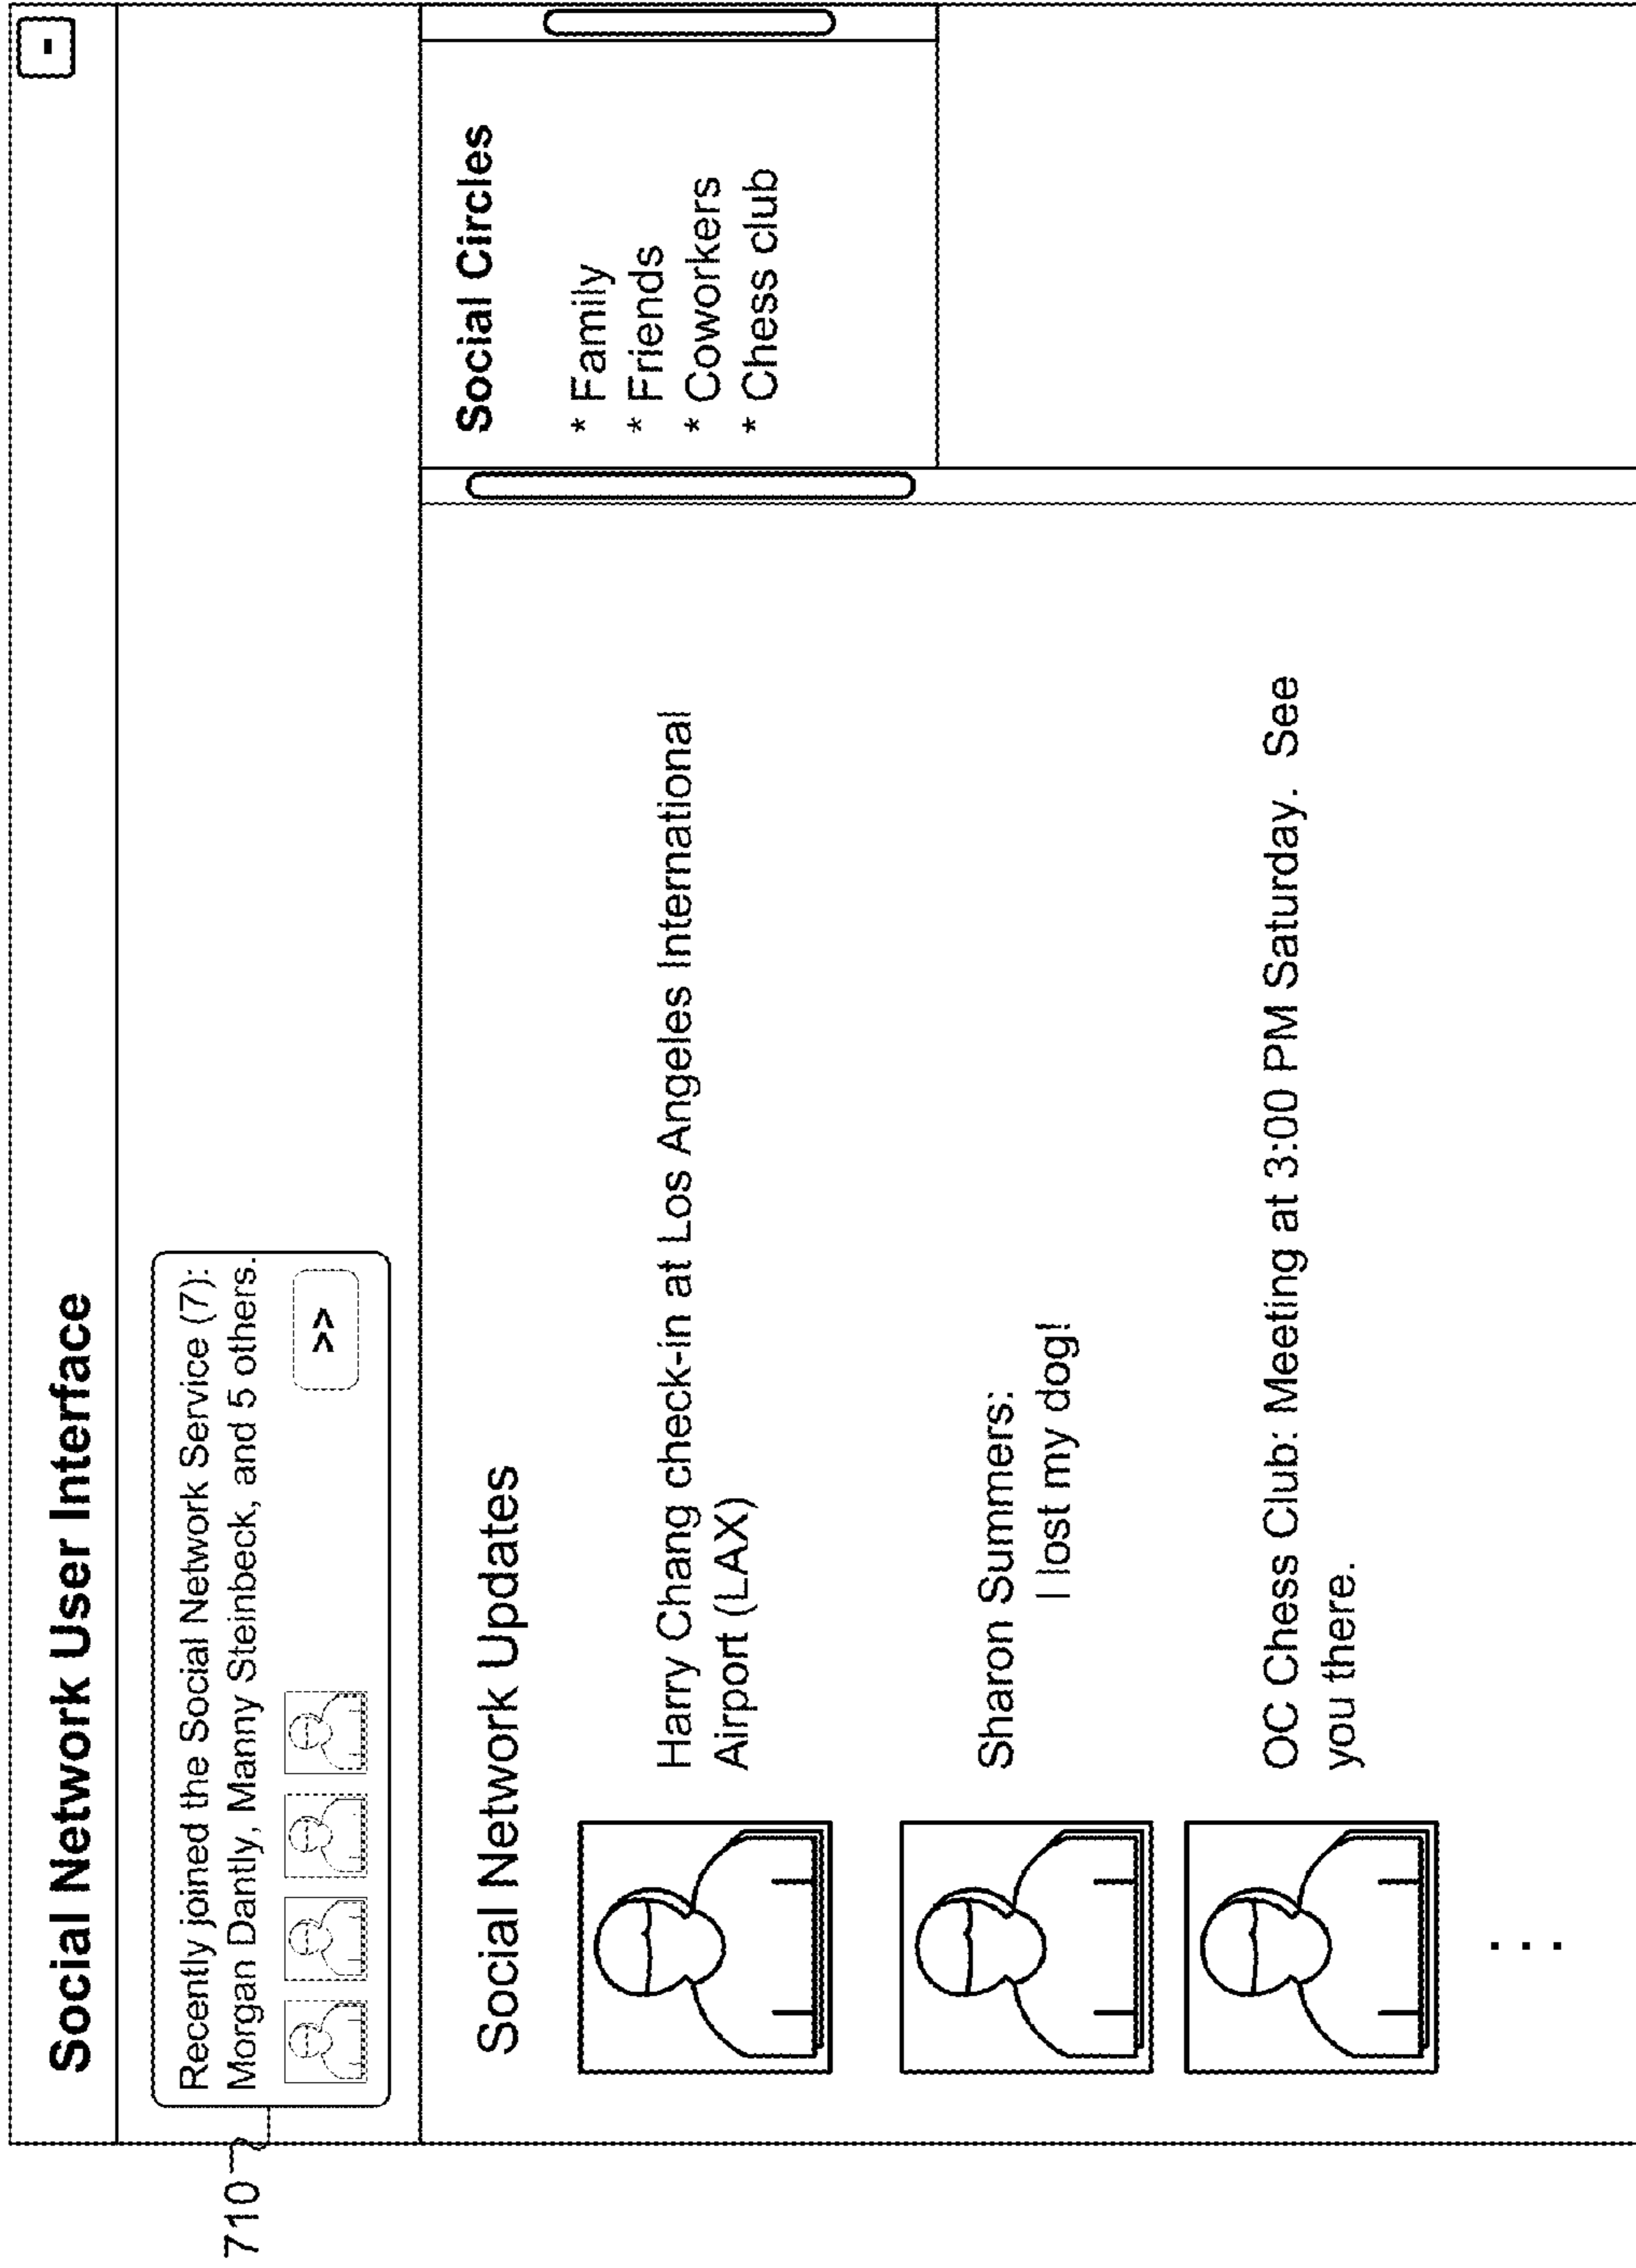 Social Network User Interface
-
710
Recently joined the Social Network Service (7):
Morgan Dantly, Manny Steinbeck, and 5 others.
>>
Social Network Updates
Harry Chang check-in at Los Angeles International
Airport (LAX)
Sharon Summers:
I lost my dog!
OC Chess Club: Meeting at 3:00 PM Saturday. See
you there.
. . .
Social Circles
* Family
* Friends
* Coworkers
* Chess club